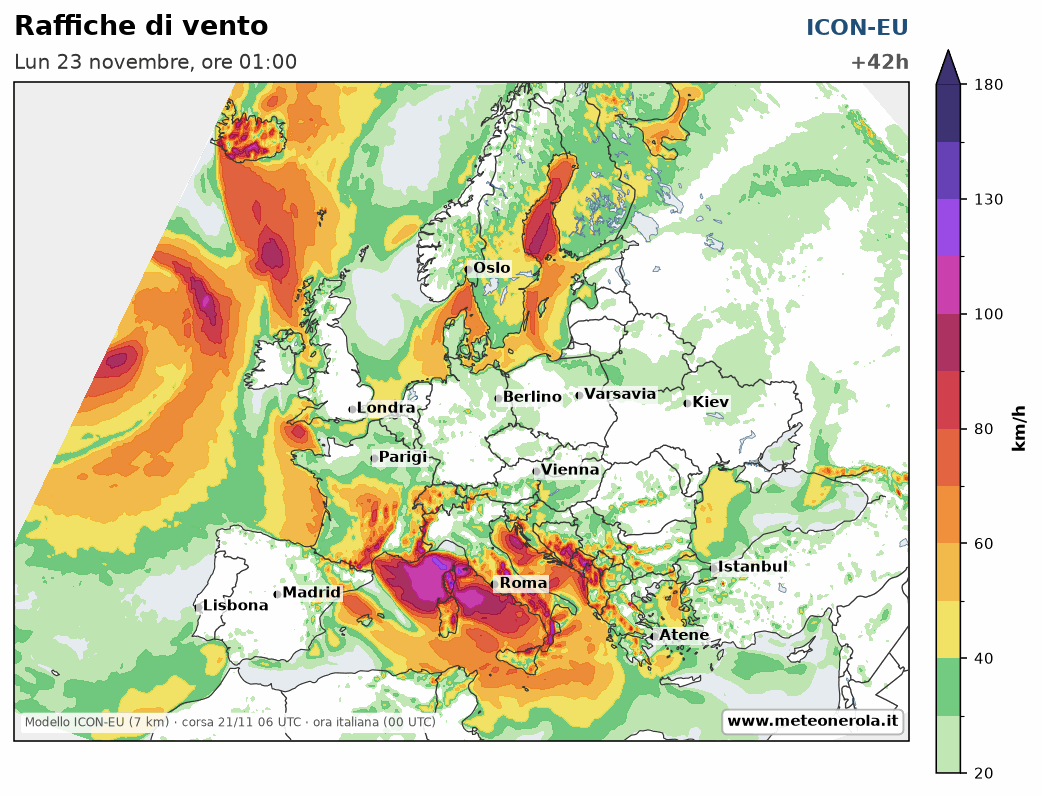 Raffiche di vento
ICON-EU
Lun 23 novembre, ore 01:00
+42h
180
130
100
80
60
40
20
km/h
Oslo
Londra
Berlino
Varsavia
Kiev
Parigi
Vienna
Istanbul
Roma
Madrid
Lisbona
Atene
Modello ICON-EU (7 km) · corsa 21/11 06 UTC · ora italiana (00 UTC)
www.meteonerola.it